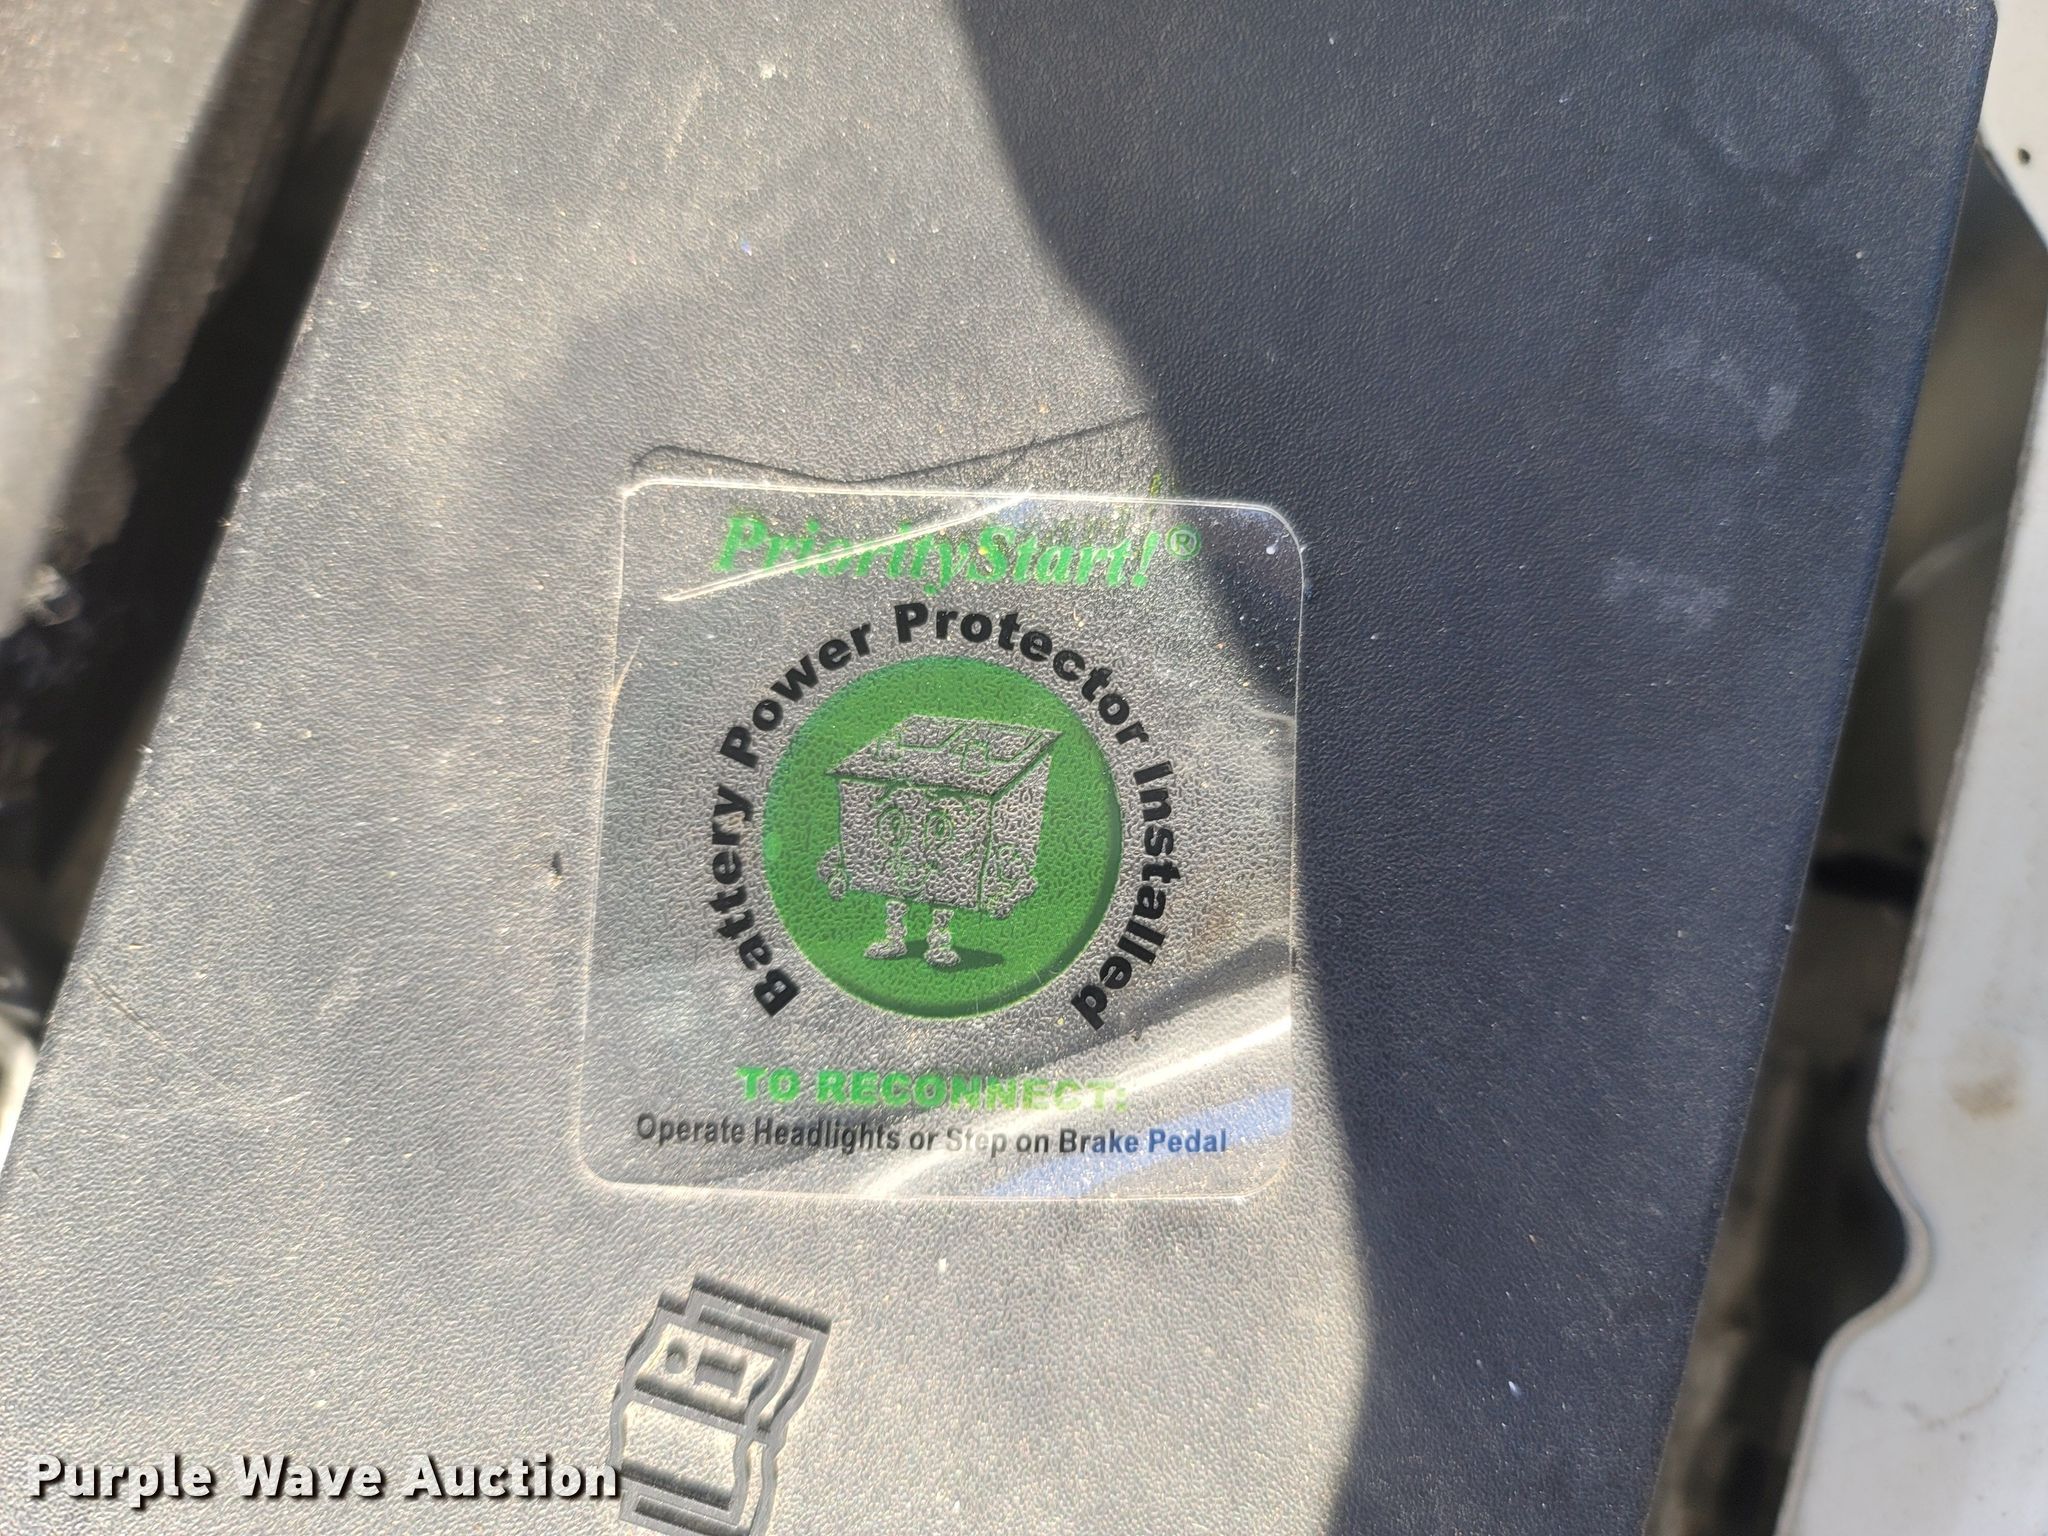 PriorityStart!®
Battery Power Protector Installed
TO RECONNECT:
Operate Headlights or Step on Brake Pedal
i
Purple Wave Auction